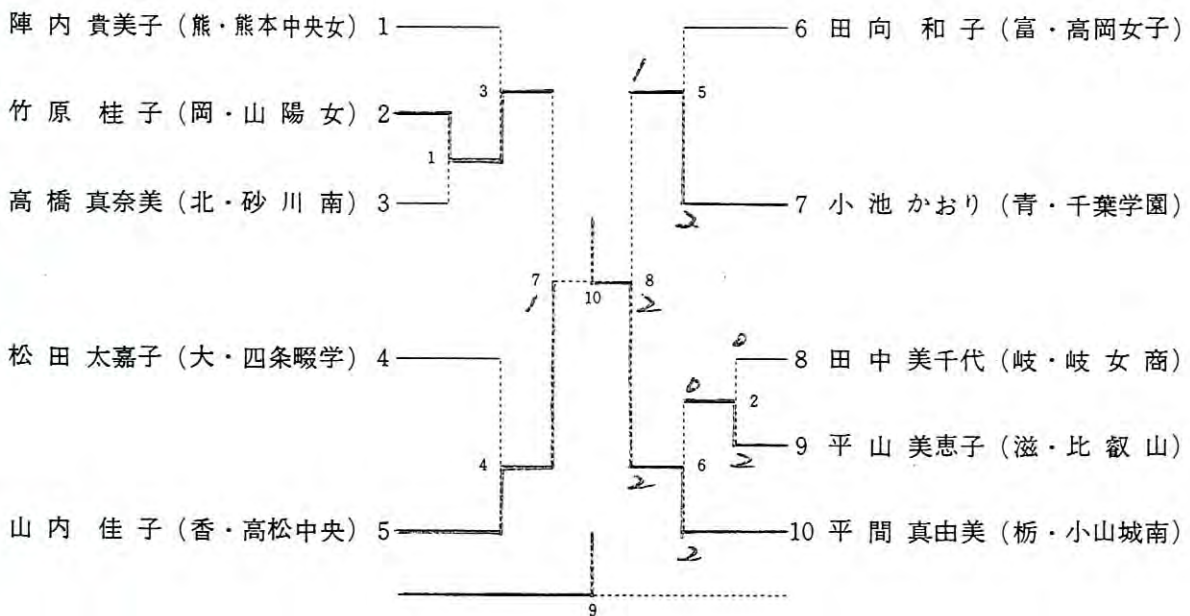 陣 内 貴美子 (熊・熊本中央女) 1
竹 原 桂 子 (岡・山 陽 女) 2
高 橋 真奈美 (北・砂 川 南) 3
松 田 太嘉子 (大・四条畷学) 4
山 内 佳 子 (香・高松中央) 5
3
1
7
1
4
10
9
6 田 向 和 子 (富・高岡女子)
1
5
7 小 池 かおり (青・千葉学園)
2
8
2
0
8 田 中 美千代 (岐・岐 女 商)
0
2
9 平 山 美恵子 (滋・比 叡 山)
2
6
2
10 平 間 真由美 (栃・小山城南)
2